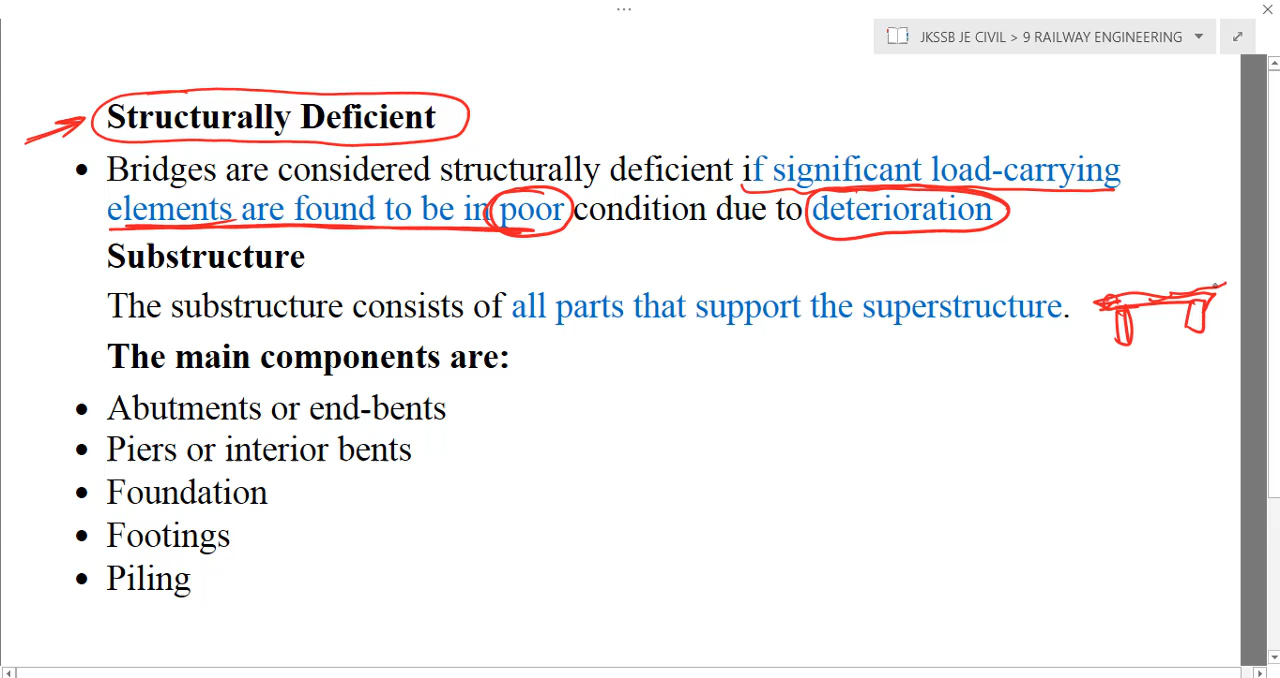 JKSSB JE CIVIL > 9 RAILWAY ENGINEERING
Structurally Deficient
• Bridges are considered structurally deficient if significant load-carrying
elements are found to be in poor condition due to deterioration
Substructure
The substructure consists of all parts that support the superstructure.
The main components are:
• Abutments or end-bents
• Piers or interior bents
• Foundation
• Footings
• Piling